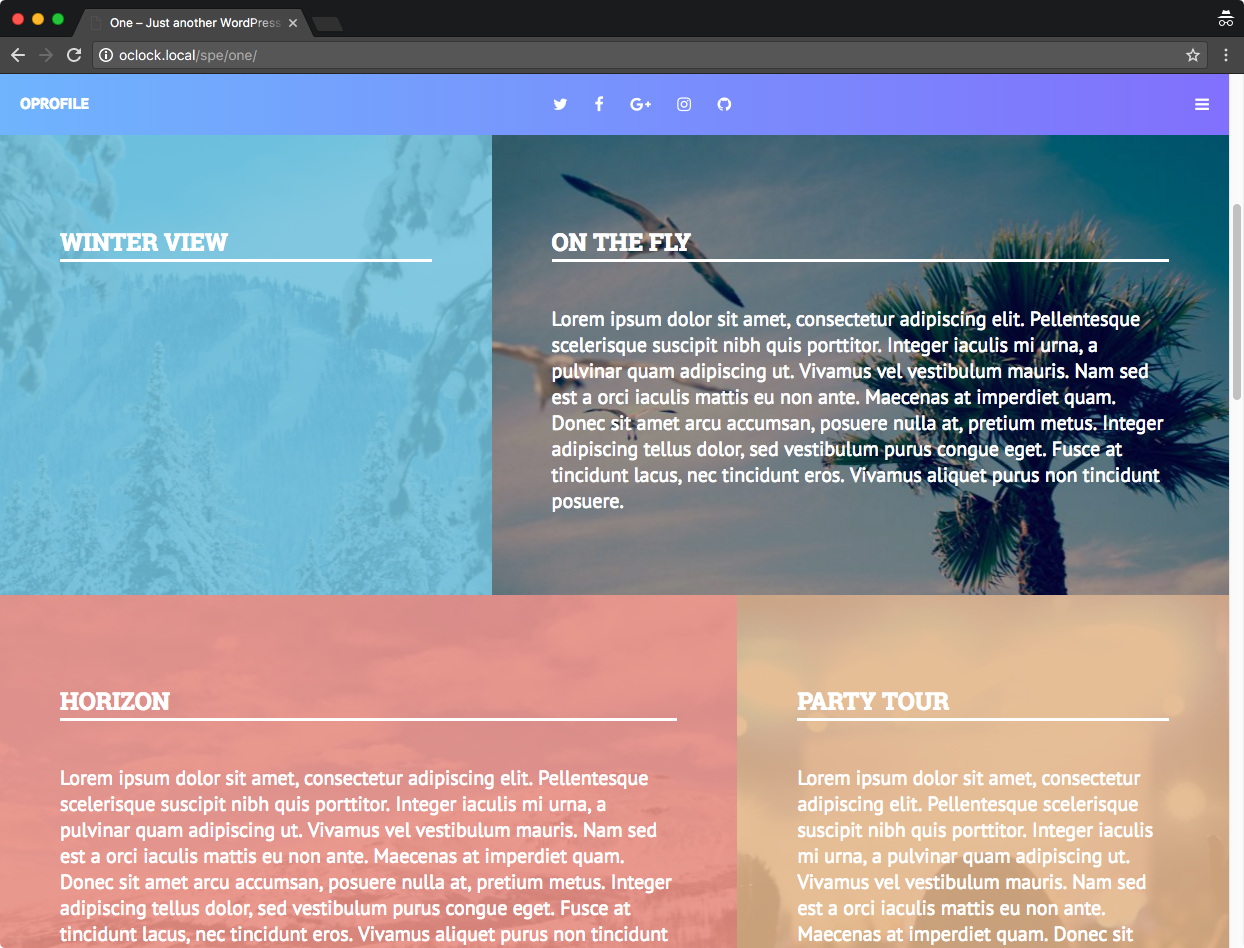 One – Just another WordPress
oclock.local/spe/one/
OPROFILE
WINTER VIEW
ON THE FLY
Lorem ipsum dolor sit amet, consectetur adipiscing elit. Pellentesque
scelerisque suscipit nibh quis porttitor. Integer iaculis mi urna, a
pulvinar quam adipiscing ut. Vivamus vel vestibulum mauris. Nam sed
est a orci iaculis mattis eu non ante. Maecenas at imperdiet quam.
Donec sit amet arcu accumsan, posuere nulla at, pretium metus. Integer
adipiscing tellus dolor, sed vestibulum purus congue eget. Fusce at
tincidunt lacus, nec tincidunt eros. Vivamus aliquet purus non tincidunt
posuere.
HORIZON
Lorem ipsum dolor sit amet, consectetur adipiscing elit. Pellentesque
scelerisque suscipit nibh quis porttitor. Integer iaculis mi urna, a
pulvinar quam adipiscing ut. Vivamus vel vestibulum mauris. Nam sed
est a orci iaculis mattis eu non ante. Maecenas at imperdiet quam.
Donec sit amet arcu accumsan, posuere nulla at, pretium metus. Integer
adipiscing tellus dolor, sed vestibulum purus congue eget. Fusce at
tincidunt lacus, nec tincidunt eros. Vivamus aliquet purus non tincidunt
PARTY TOUR
Lorem ipsum dolor sit amet, consectetur
adipiscing elit. Pellentesque scelerisque
suscipit nibh quis porttitor. Integer iaculis
mi urna, a pulvinar quam adipiscing ut.
Vivamus vel vestibulum mauris. Nam sed
est a orci iaculis mattis eu non ante.
Maecenas at imperdiet quam. Donec sit